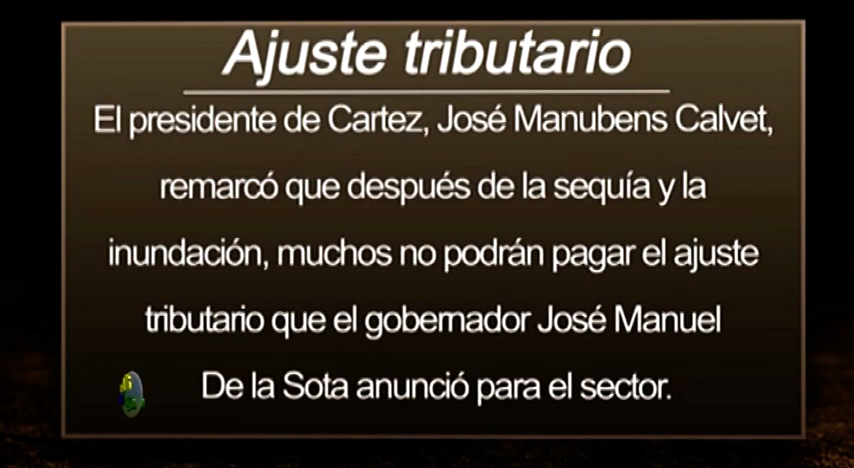 Ajuste tributario
El presidente de Cartez, José Manubens Calvet,
remarcó que después de la sequía y la
inundación, muchos no podrán pagar el ajuste
tributario que el gobernador José Manuel
De la Sota anunció para el sector.